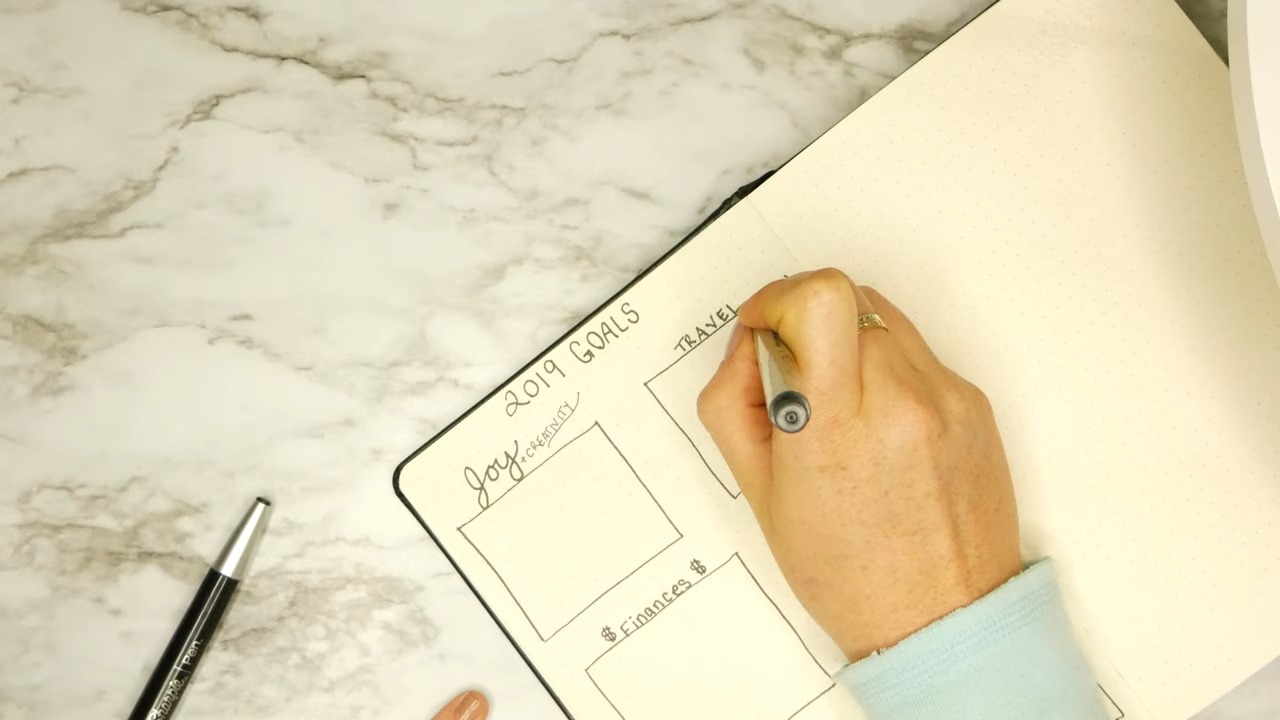 2019 GOALS
Joy
+CREATIVITY
TRAVEL
$ Finances $
Sharpie | Pen.